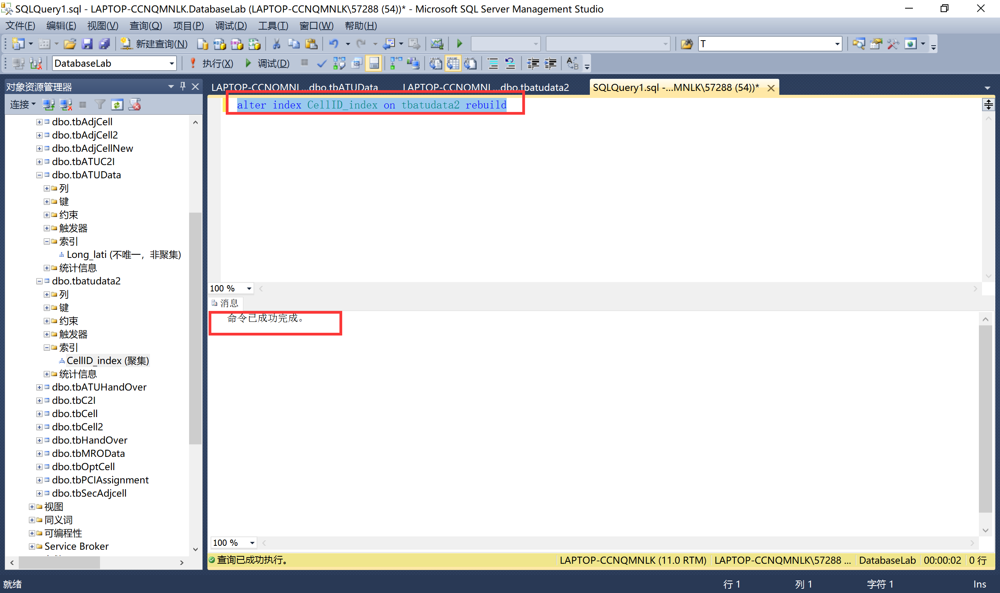 SQLQuery1.sql - LAPTOP-CCNQMNLK.DatabaseLab (LAPTOP-CCNQMNLK\57288 (54))* - Microsoft SQL Server Management Studio
文件(F) 编辑(E) 视图(V) 查询(Q) 项目(P) 调试(D) 工具(T) 窗口(W) 帮助(H)
新建查询(N) T
DatabaseLab 执行(X) 调试(D)
对象资源管理器
连接
dbo.tbAdjCell
dbo.tbAdjCell2
dbo.tbAdjCellNew
dbo.tbATUC2I
dbo.tbATUData
列
键
约束
触发器
索引
Long_lati (不唯一，非聚集)
统计信息
dbo.tbatudata2
列
键
约束
触发器
索引
CellID_index (聚集)
统计信息
dbo.tbATUHandOver
dbo.tbC2I
dbo.tbCell
dbo.tbCell2
dbo.tbHandOver
dbo.tbMROData
dbo.tbOptCell
dbo.tbPCIAssignment
dbo.tbSecAdjcell
视图
同义词
可编程性
Service Broker
LAPTOP-CCNQMNL...dbo.tbATUData LAPTOP-CCNQMNL...dbo.tbatudata2 SQLQuery1.sql -...MNLK\57288 (54))*
alter index CellID_index on tbatudata2 rebuild
100 %
消息
命令已成功完成。
100 %
查询已成功执行。 LAPTOP-CCNQMNLK (11.0 RTM) LAPTOP-CCNQMNLK\57288 ... DatabaseLab 00:00:02 0 行
就绪 行 1 列 1 字符 1 Ins